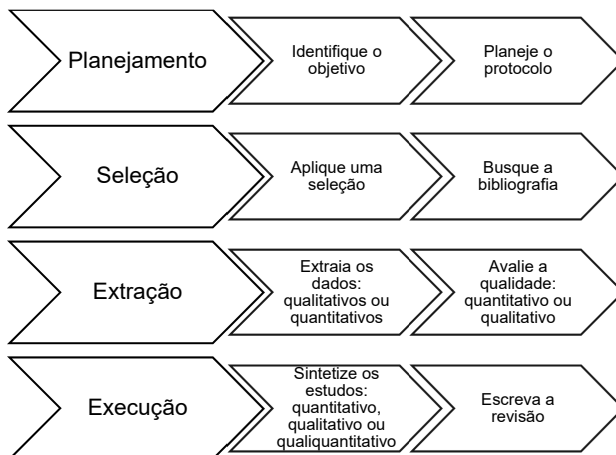 Planejamento
Identifique o
objetivo
Planeje o
protocolo
Seleção
Aplique uma
seleção
Busque a
bibliografia
Extração
Extraia os
dados:
qualitativos ou
quantitativos
Avalie a
qualidade:
quantitativo ou
qualitativo
Execução
Sintetize os
estudos:
quantitativo,
qualitativo ou
qualiquantitativo
Escreva a
revisão